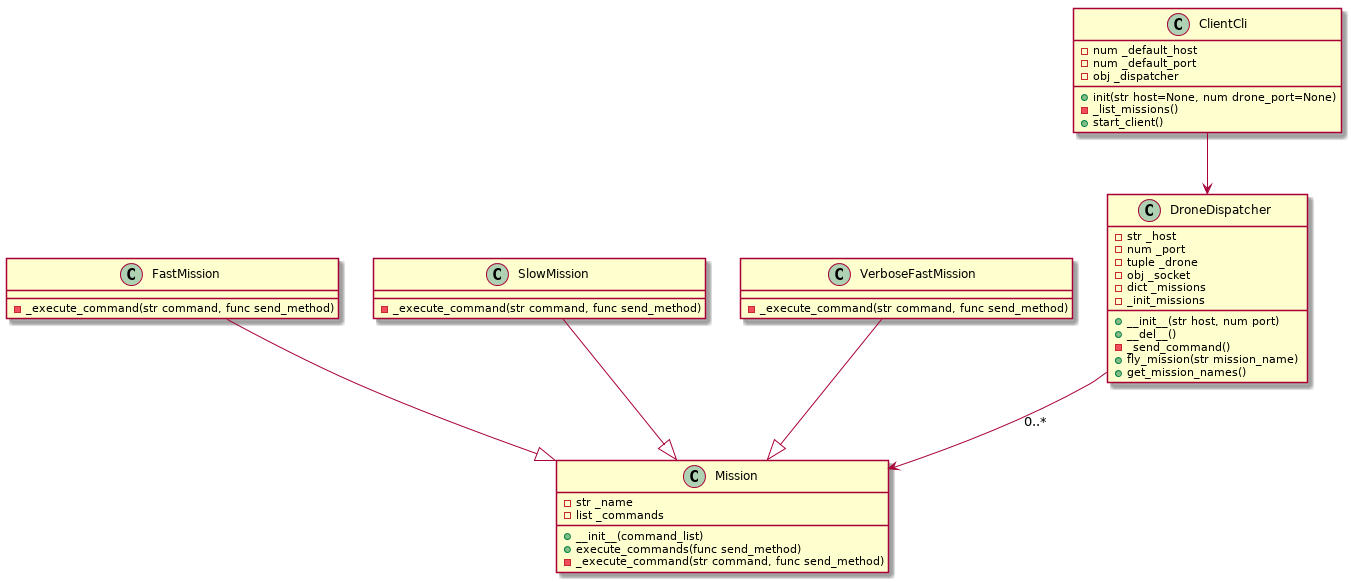 C ClientCli
num _default_host
num _default_port
obj _dispatcher
init(str host=None, num drone_port=None)
_list_missions()
start_client()
C DroneDispatcher
str _host
num _port
tuple _drone
obj _socket
dict _missions
_init_missions
__init__(str host, num port)
__del__()
_send_command()
fly_mission(str mission_name)
get_mission_names()
C FastMission
_execute_command(str command, func send_method)
C SlowMission
_execute_command(str command, func send_method)
C VerboseFastMission
_execute_command(str command, func send_method)
0..*
C Mission
str _name
list _commands
__init__(command_list)
execute_commands(func send_method)
_execute_command(str command, func send_method)